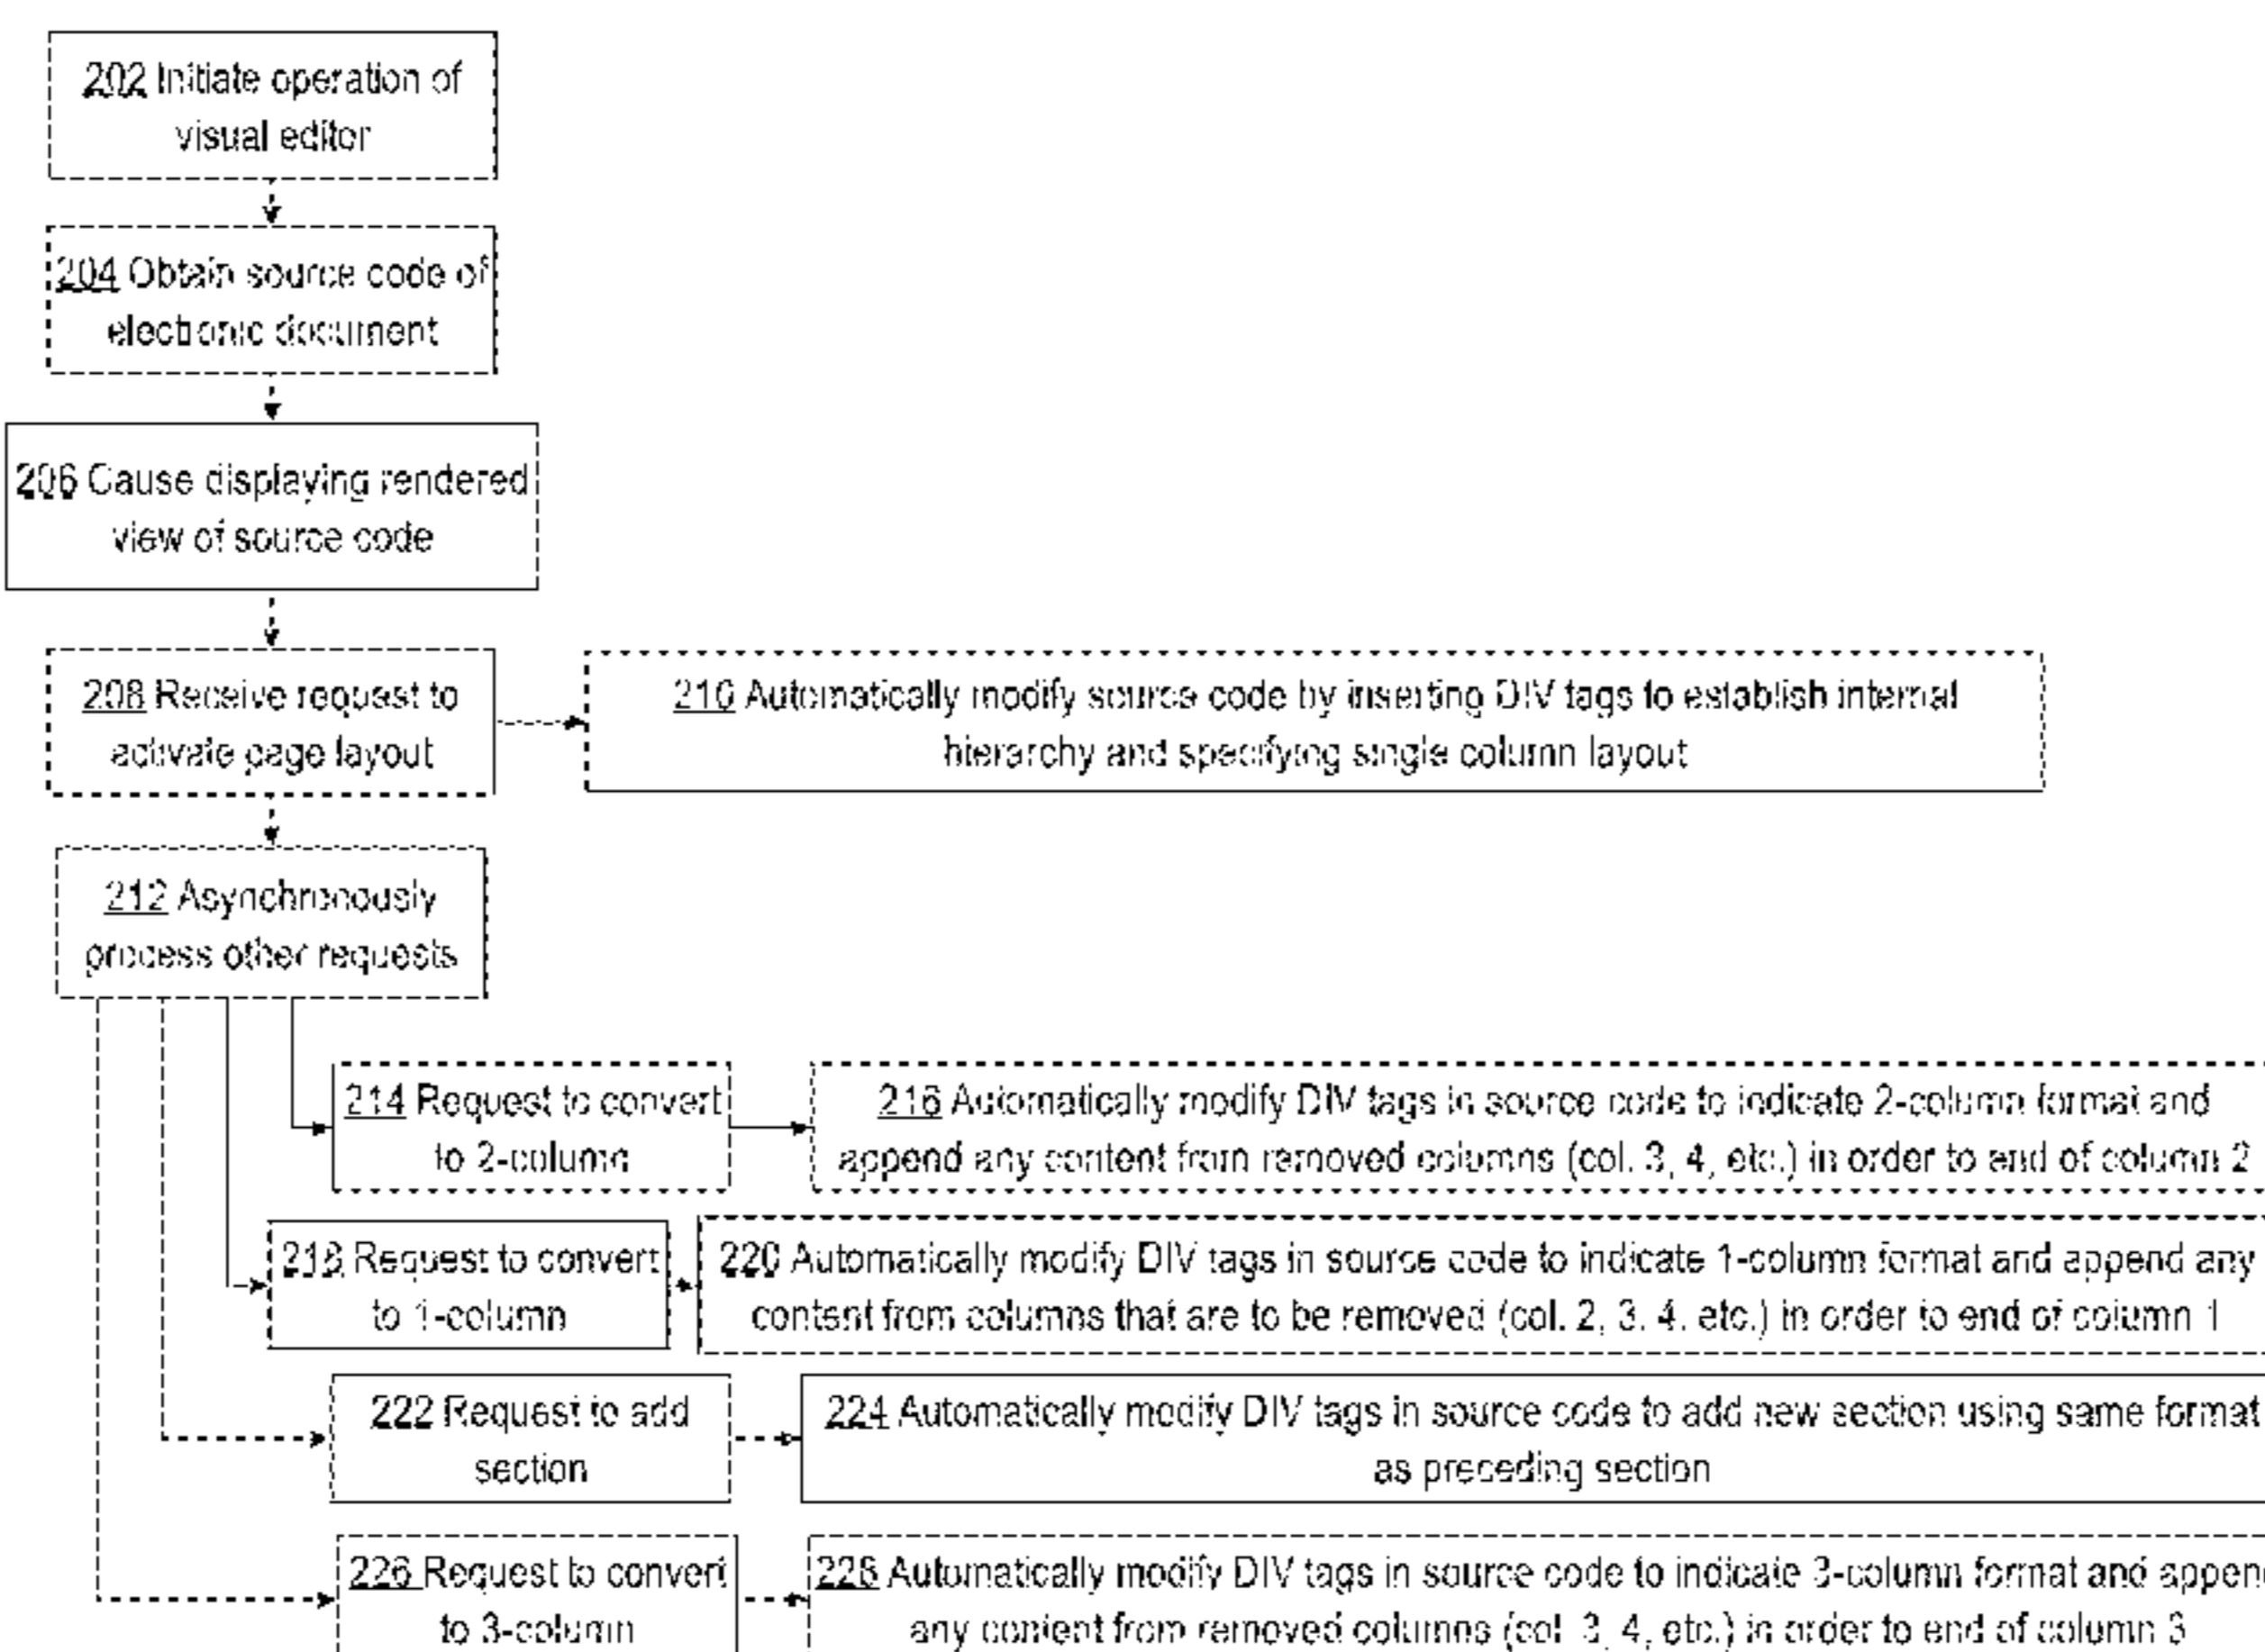 202 Initiate operation of
visual editor
204 Obtain source code of
electronic document
206 Cause displaying rendered
view of source code
208 Receive request to
activate page layout
210 Automatically modify source code by inserting DIV tags to establish internal
hierarchy and specifying single column layout
212 Asynchronously
process other requests
214 Request to convert
to 2-column
216 Automatically modify DIV tags in source code to indicate 2-column format and
append any content from removed columns (col. 3, 4, etc.) in order to end of column 2
218 Request to convert
to 1-column
220 Automatically modify DIV tags in source code to indicate 1-column format and append any
content from columns that are to be removed (col. 2, 3. 4. etc.) in order to end of column 1
222 Request to add
section
224 Automatically modify DIV tags in source code to add new section using same format
as preceding section
226 Request to convert
to 3-column
228 Automatically modify DIV tags in source code to indicate 3-column format and appen
any content from removed columns (col. 3, 4, etc.) in order to end of column 3